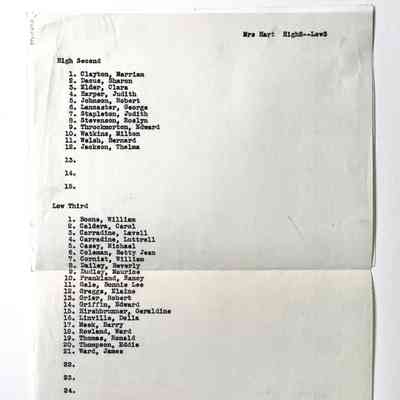 Mrs Hart High2--Low3
High Second
1. Clayton, Merriam
2. Dacus, Sharon
3. Elder, Clara
4. Harper, Judith
5. Johnson, Robert
6. Lancaster, George
7. Stapleton, Judith
8. Stevenson, Roslyn
9. Throckmorton, Edward
10. Watkins, Milton
11. Welsh, Bernard
12. Jackson, Thelma
13.
14.
15.
Low Third
1. Boone, William
2. Caldera, Carol
3. Carradine, Lavell
4. Carradine, Luttrell
5. Casey, Michael
6. Coleman, Betty Jean
7. Cornist, William
8. Dailey, Beverly
9. Dudley, Maurice
10. Frankland, Nancy
11. Gale, Bonnie Lee
12. Graggs, Elaine
13. Grier, Robert
14. Griffin, Edward
15. Hirshbrunner, Geraldine
16. Linville, Delia
17. Meek, Harry
18. Rowland, Ward
19. Thomas, Ronald
20. Thompson, Eddie
21. Ward, James
22.
23.
24.